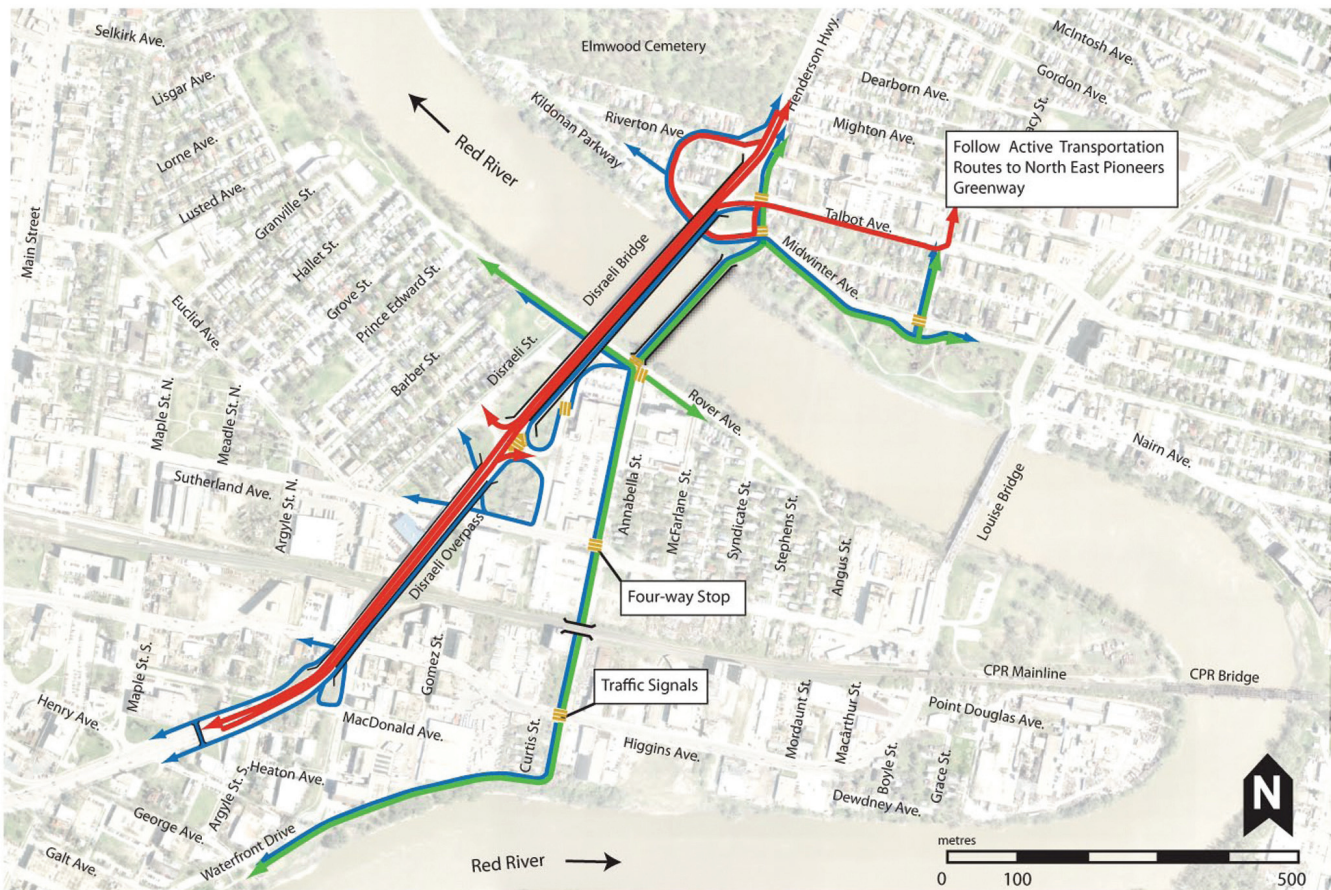 Selkirk Ave.
Lisgar Ave.
Lorne Ave.
Lusted Ave.
Main Street
Granville St.
Hallet St.
Grove St.
Prince Edward St.
Euclid Ave.
Barber St.
Disraeli St.
Maple St. N.
Meadle St. N.
Sutherland Ave.
Argyle St. N.
Red River
Elmwood Cemetery
Kildonan Parkway
Riverton Ave.
Henderson Hwy.
Dearborn Ave.
Mighton Ave.
McIntosh Ave.
Gordon Ave.
acy St.
Follow Active Transportation
Routes to North East Pioneers
Greenway
Talbot Ave.
Midwinter Ave.
Disraeli Bridge
Rover Ave.
Nairn Ave.
Louise Bridge
Disraeli Overpass
Annabella St.
McFarlane St.
Syndicate St.
Stephens St.
Angus St.
Four-way Stop
Traffic Signals
CPR Mainline
CPR Bridge
Point Douglas Ave.
Maple St. S.
Henry Ave.
Gomez St.
MacDonald Ave.
Curtis St.
Higgins Ave.
Mordaunt St.
Macârthur St.
Boyle St.
Grace St.
Dewdney Ave.
Heaton Ave.
Argyle St. S.
George Ave.
Galt Ave.
Waterfront Drive
Red River
N
metres
0 100 500